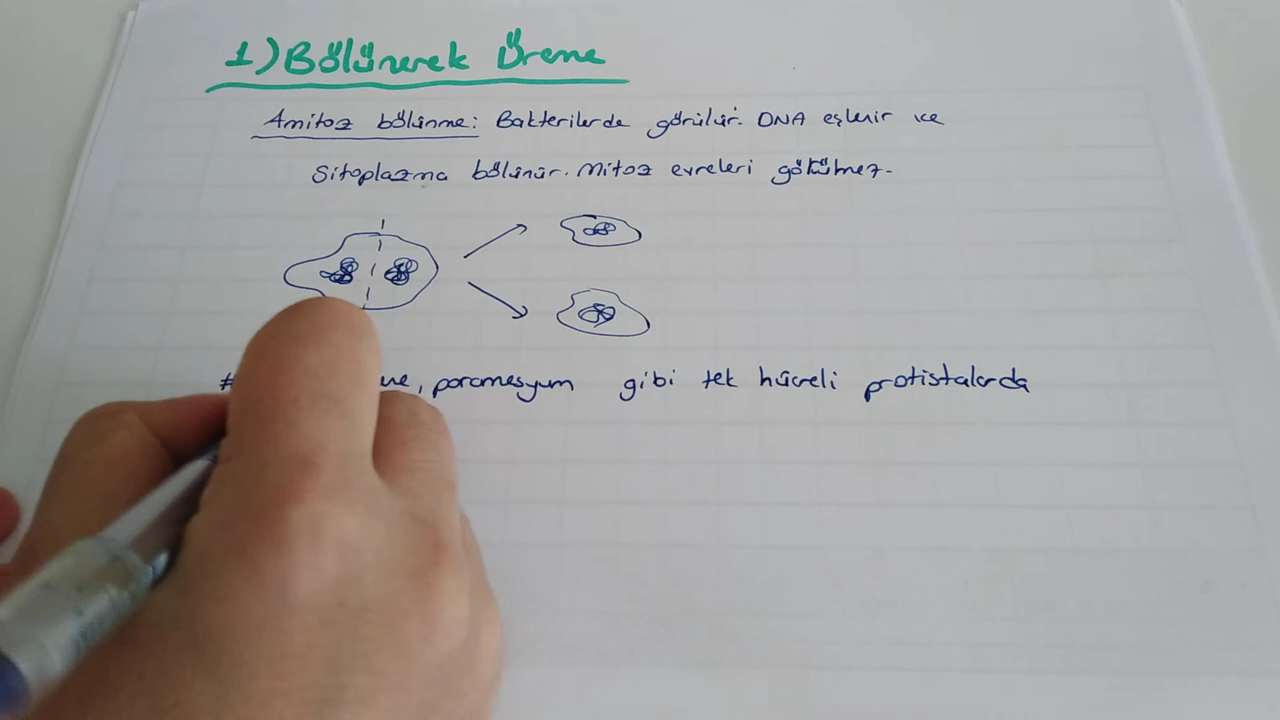 1) Bölünerek Üreme
Amitoz bölünme: Bakterilerde görülür. DNA eşlenir ve
Sitoplazma bölünür. Mitoz evreleri görülmez.
, paramesyum gibi tek hücreli protistalarda